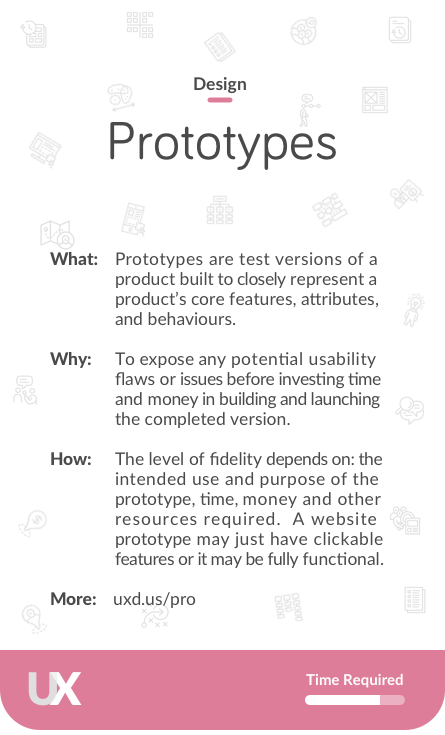 Design
Prototypes
What: Prototypes are test versions of a
product built to closely represent a
product’s core features, attributes,
and behaviours.
Why: To expose any potential usability
flaws or issues before investing time
and money in building and launching
the completed version.
How: The level of fidelity depends on: the
intended use and purpose of the
prototype, time, money and other
resources required.  A website
prototype may just have clickable
features or it may be fully functional.
More: uxd.us/pro
UX
Time Required